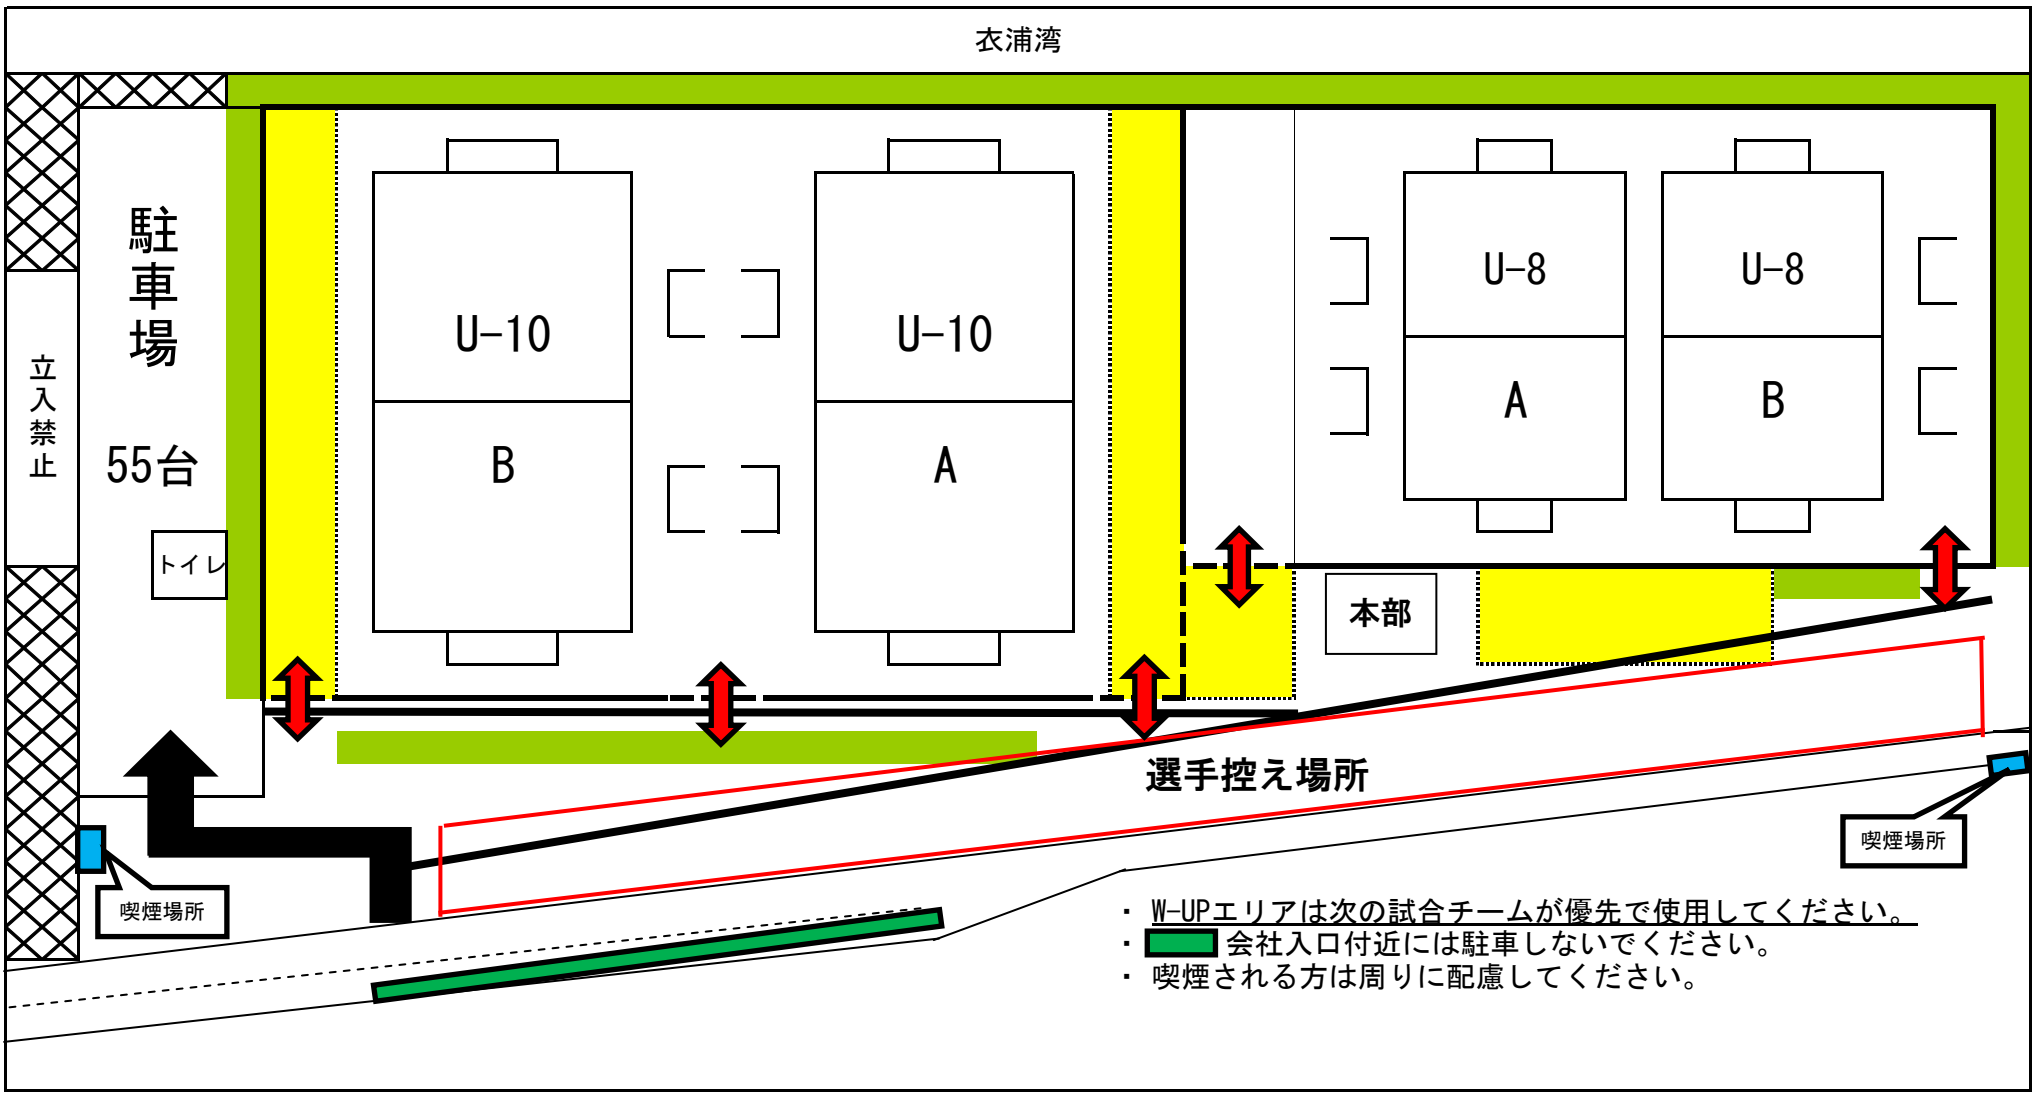 衣浦湾
駐車場
55台
立入禁止
トイレ
U-10
B
U-10
A
U-8
A
U-8
B
本部
選手控え場所
喫煙場所
喫煙場所
・ W-UPエリアは次の試合チームが優先で使用してください。
・ 会社入口付近には駐車しないでください。
・ 喫煙される方は周りに配慮してください。